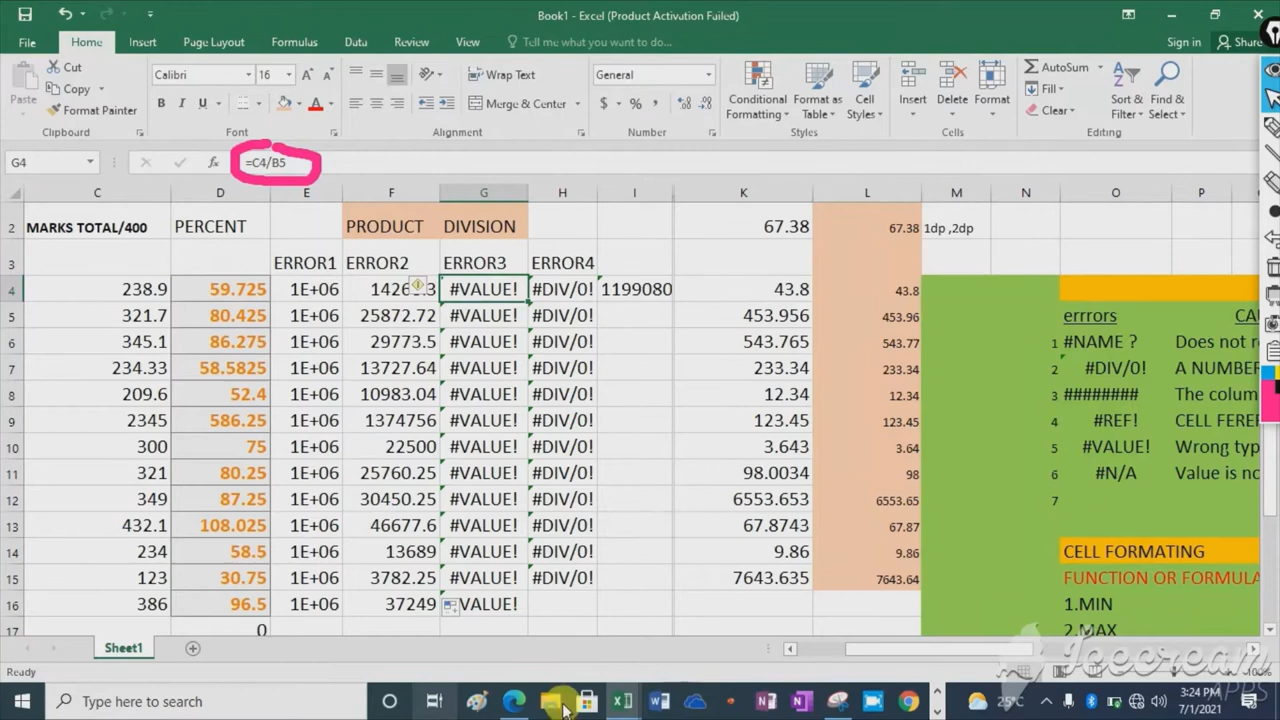 Book1 - Excel (Product Activation Failed)
File Home Insert Page Layout Formulas Data Review View Tell me what you want to do... Sign in Share
Cut
Copy
Format Painter
Paste
Calibri 16
B I U
Wrap Text
Merge & Center
General
$ % ,
Conditional Formatting
Format as Table
Cell Styles
Insert Delete Format
AutoSum
Fill
Clear
Sort & Filter
Find & Select
Clipboard Font Alignment Number Styles Cells Editing
G4 fx =C4/B5
C D E F G H I K L M N O P
2 MARKS TOTAL/400 PERCENT PRODUCT DIVISION 67.38 67.38 1dp ,2dp
3 ERROR1 ERROR2 ERROR3 ERROR4
4 238.9 59.725 1E+06 #VALUE! #DIV/0! 1199080 43.8 43.8
5 321.7 80.425 1E+06 25872.72 #VALUE! #DIV/0! 453.956 453.96 errrors
6 345.1 86.275 1E+06 29773.5 #VALUE! #DIV/0! 543.765 543.77 1 #NAME ? Does not
7 234.33 58.5825 1E+06 13727.64 #VALUE! #DIV/0! 233.34 233.34 2 #DIV/0! A NUMBER
8 209.6 52.4 1E+06 10983.04 #VALUE! #DIV/0! 12.34 12.34 3 ######## The
9 2345 586.25 1E+06 1374756 #VALUE! #DIV/0! 123.45 123.45 4 #REF! CELL
10 300 75 1E+06 22500 #VALUE! #DIV/0! 3.643 3.64 5 #VALUE! Wrong
11 321 80.25 1E+06 25760.25 #VALUE! #DIV/0! 98.0034 98 6 #N/A Value is
12 349 87.25 1E+06 30450.25 #VALUE! #DIV/0! 6553.653 6553.65 7
13 432.1 108.025 1E+06 46677.6 #VALUE! #DIV/0! 67.8743 67.87
14 234 58.5 1E+06 13689 #VALUE! #DIV/0! 9.86 9.86 CELL FORMATING
15 123 30.75 1E+06 3782.25 #VALUE! #DIV/0! 7643.635 7643.64 FUNCTION OR FORMULA
16 386 96.5 1E+06 37249 VALUE! 1.MIN
17 0 2.MAX
Sheet1
Ready 100%
Icecream
APPS
Type here to search
25°C
3:24 PM
7/1/2021